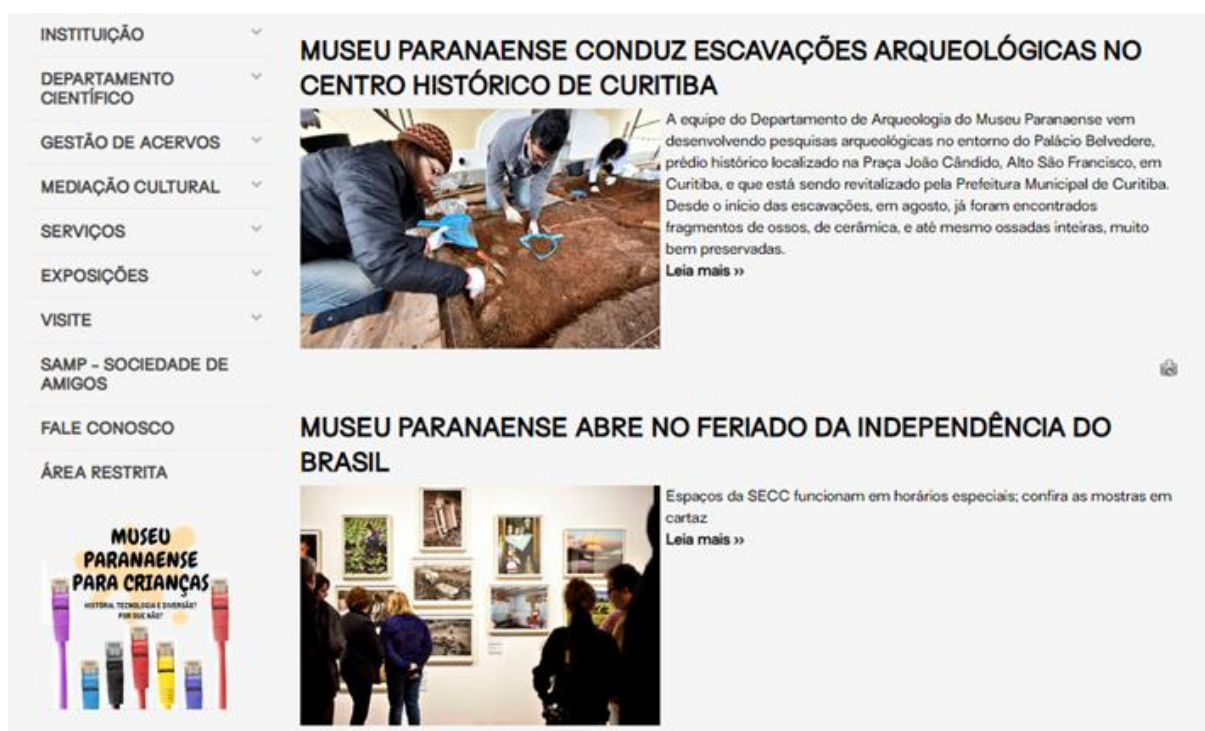 INSTITUIÇÃO
DEPARTAMENTO
CIENTÍFICO
GESTÃO DE ACERVOS
MEDIAÇÃO CULTURAL
SERVIÇOS
EXPOSIÇÕES
VISITE
SAMP - SOCIEDADE DE
AMIGOS
FALE CONOSCO
ÁREA RESTRITA
MUSEU
PARANAENSE
PARA CRIANÇAS
HISTÓRIA, TECNOLOGIA E DIVERSÃO?
POR QUE NÃO?
MUSEU PARANAENSE CONDUZ ESCAVAÇÕES ARQUEOLÓGICAS NO
CENTRO HISTÓRICO DE CURITIBA
A equipe do Departamento de Arqueologia do Museu Paranaense vem
desenvolvendo pesquisas arqueológicas no entorno do Palácio Belvedere,
prédio histórico localizado na Praça João Cândido, Alto São Francisco, em
Curitiba, e que está sendo revitalizado pela Prefeitura Municipal de Curitiba.
Desde o início das escavações, em agosto, já foram encontrados
fragmentos de ossos, de cerâmica, e até mesmo ossadas inteiras, muito
bem preservadas.
Leia mais »
MUSEU PARANAENSE ABRE NO FERIADO DA INDEPENDÊNCIA DO
BRASIL
Espaços da SECC funcionam em horários especiais; confira as mostras em
cartaz
Leia mais »